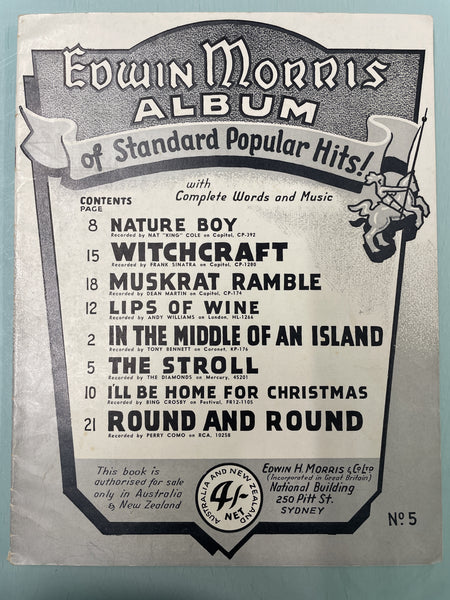 Edwin Morris
ALBUM
of Standard Popular Hits!
with
Complete Words and Music
CONTENTS
PAGE
8 NATURE BOY
Recorded by NAT "KING" COLE on Capitol, CP-392
15 WITCHCRAFT
Recorded by FRANK SINATRA on Capitol, CP-1280
18 MUSKRAT RAMBLE
Recorded by DEAN MARTIN on Capitol, CP-174
12 LIPS OF WINE
Recorded by ANDY WILLIAMS on London, HL-1266
2 IN THE MIDDLE OF AN ISLAND
Recorded by TONY BENNETT on Coronet, KP-176
5 THE STROLL
Recorded by THE DIAMONDS on Mercury, 45201
10 I'LL BE HOME FOR CHRISTMAS
Recorded by BING CROSBY on Festival, FK12-1105
21 ROUND AND ROUND
Recorded by PERRY COMO on RCA, 10258
This book is
authorised for sale
only in Australia
& New Zealand
AUSTRALIA AND NEW ZEALAND
4/-
NET
Edwin H. Morris & Co Ltd
(Incorporated in Great Britain)
National Building
250 Pitt St.
SYDNEY
No 5